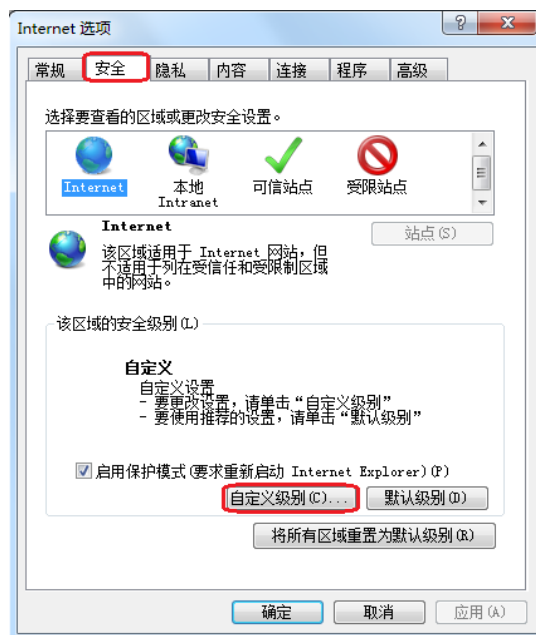 Internet 选项
常规 安全 隐私 内容 连接 程序 高级
选择要查看的区域或更改安全设置。
Internet 本地 Intranet 可信站点 受限站点
Internet
站点(S)
该区域适用于 Internet 网站，但
不适用于列在受信任和受限制区域
中的网站。
该区域的安全级别(L)
自定义
自定义设置
- 要更改设置，请单击“自定义级别”
- 要使用推荐的设置，请单击“默认级别”
启用保护模式(要求重新启动 Internet Explorer)(P)
自定义级别(C)... 默认级别(D)
将所有区域重置为默认级别(R)
确定 取消 应用(A)